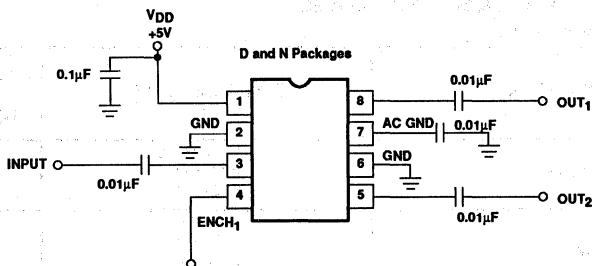 VDD
+5V
D and N Packages
0.1µF
0.01µF
1
8
OUT1
GND
2
7
AC GND
0.01µF
INPUT
3
6
GND
0.01µF
4
5
OUT2
ENCH1
0.01µF